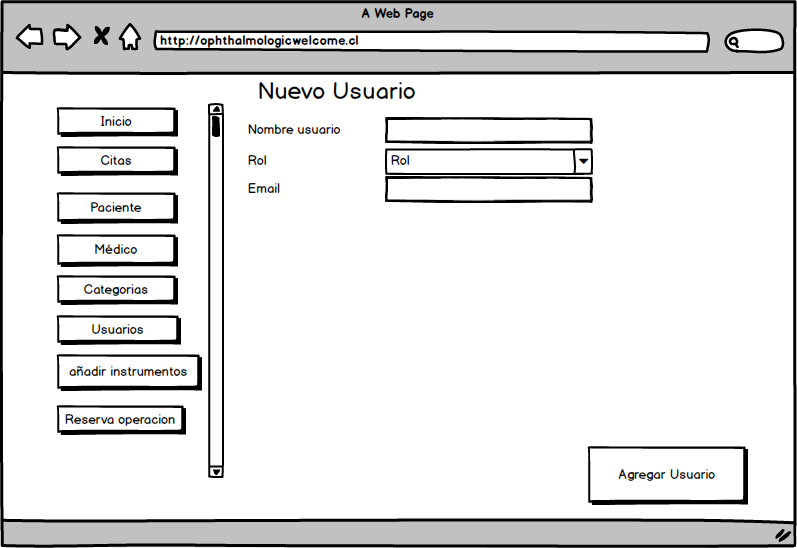 A Web Page
http://ophthalmologicwelcome.cl
Nuevo Usuario
Inicio
Citas
Paciente
Médico
Categorias
Usuarios
añadir instrumentos
Reserva operacion
Nombre usuario
Rol
Rol
Email
Agregar Usuario